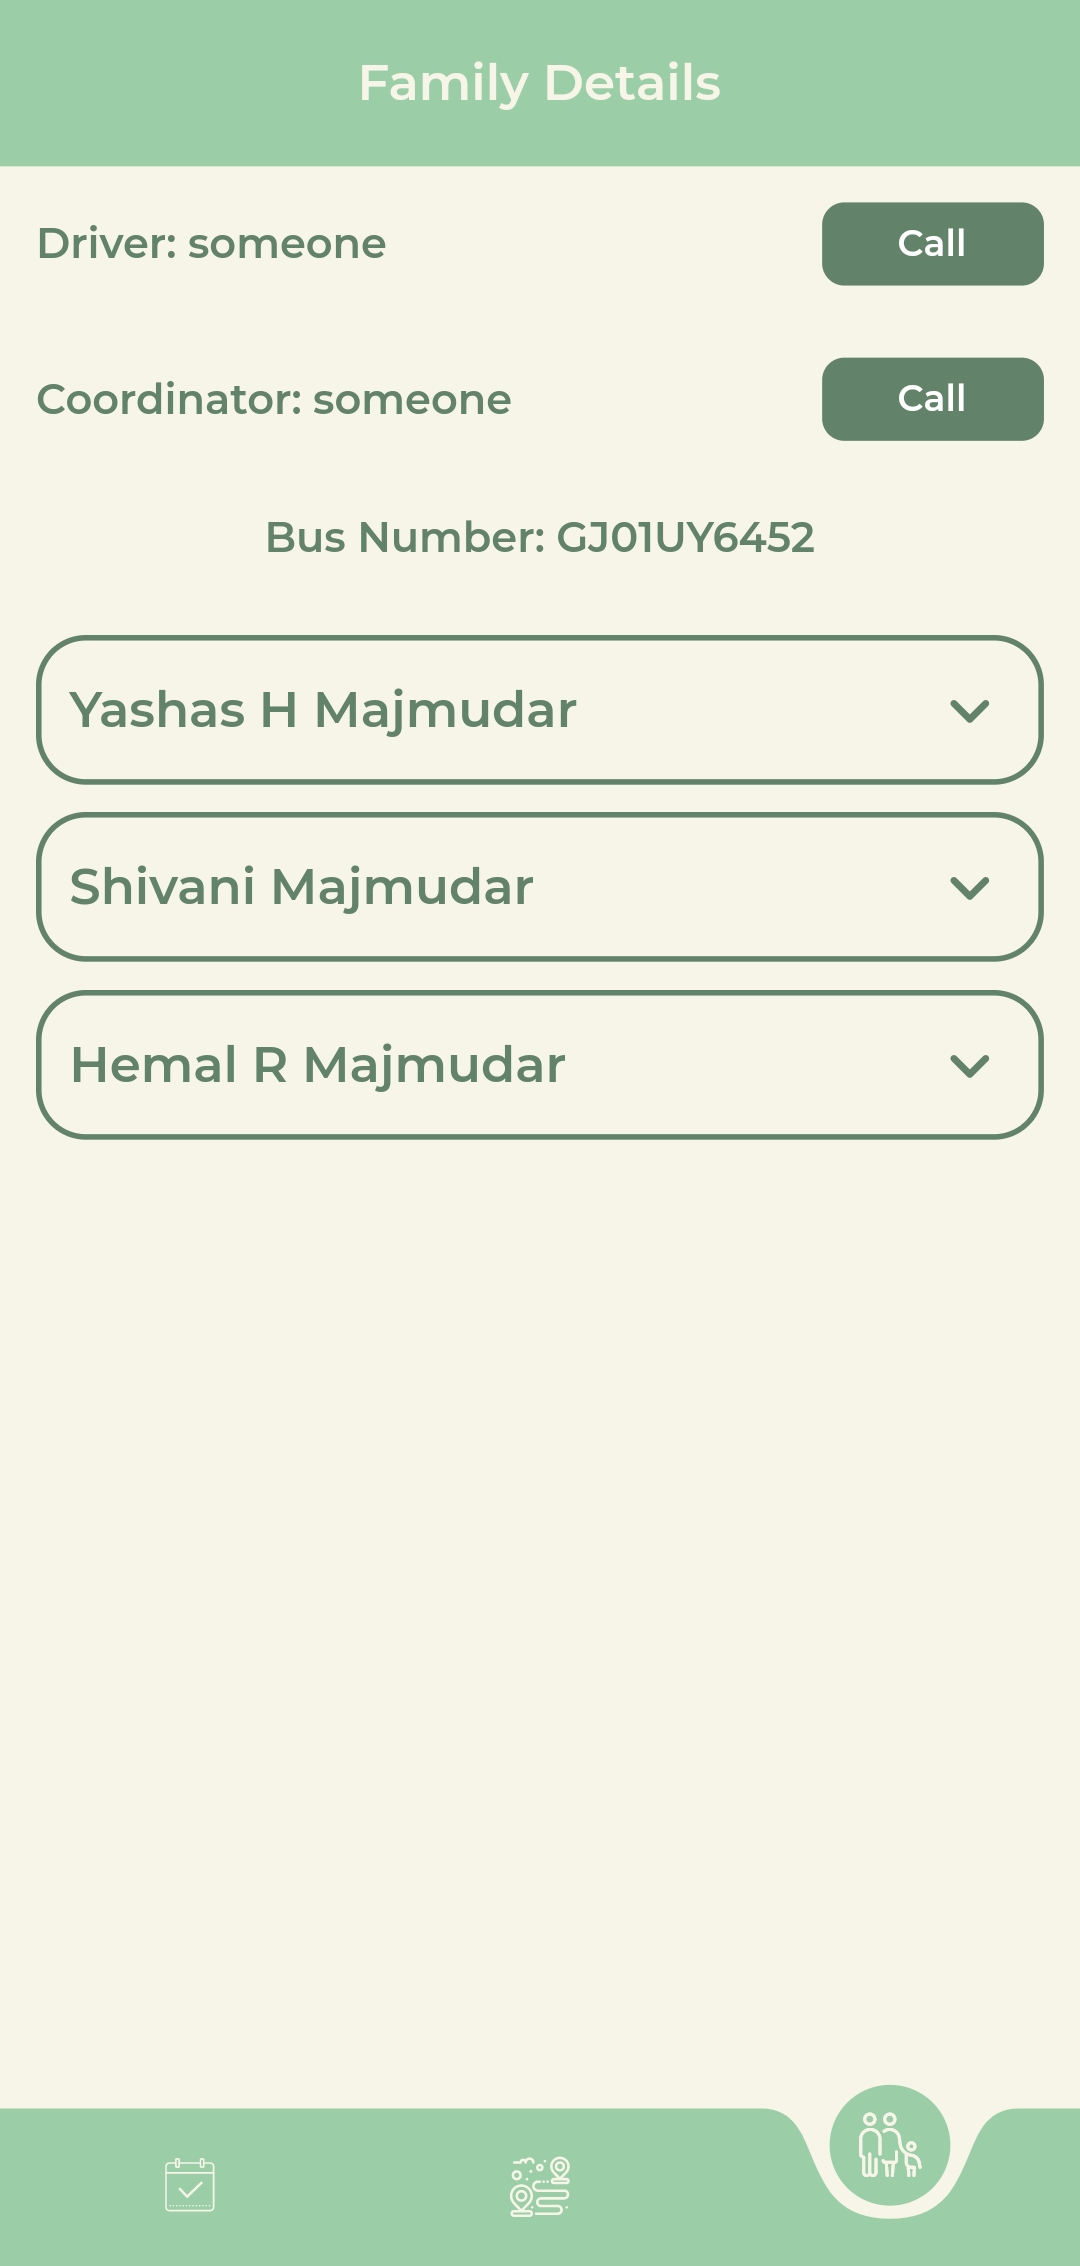 Family Details
Driver: someone
Call
Coordinator: someone
Call
Bus Number: GJ01UY6452
Yashas H Majmudar
Shivani Majmudar
Hemal R Majmudar